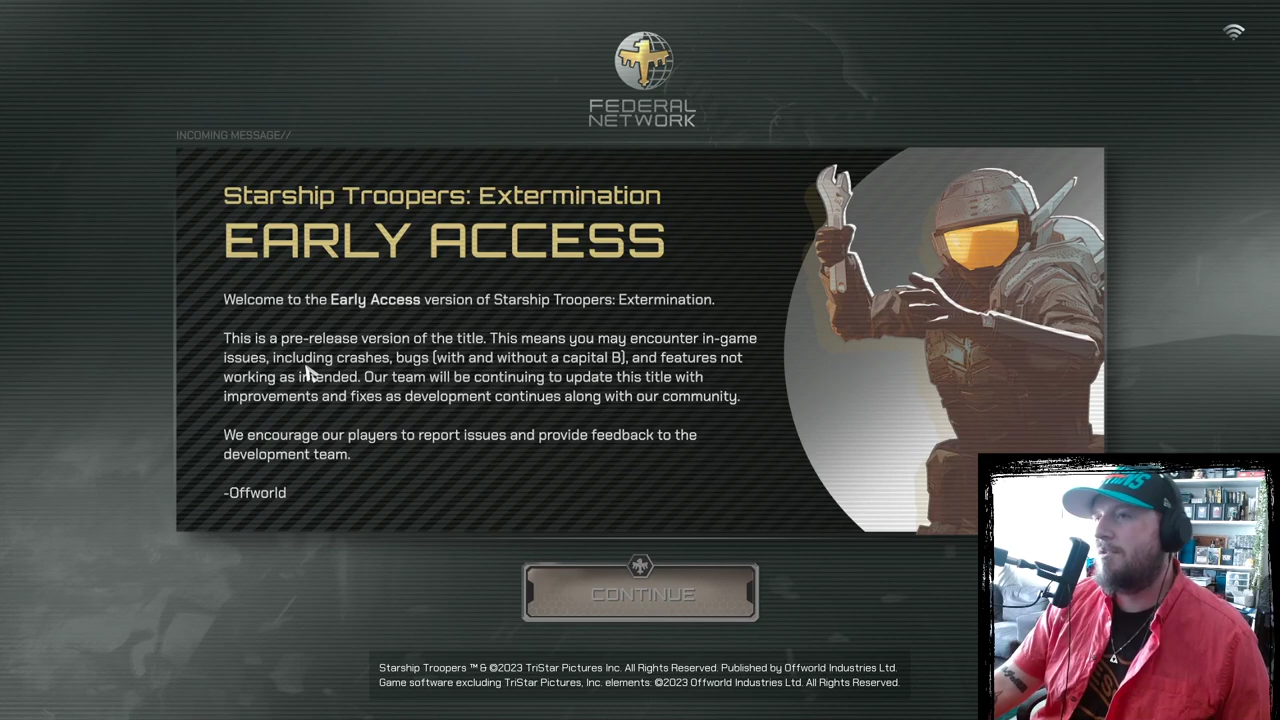 FEDERAL
NETWORK
INCOMING MESSAGE//
Starship Troopers: Extermination
EARLY ACCESS
Welcome to the Early Access version of Starship Troopers: Extermination.
This is a pre-release version of the title. This means you may encounter in-game
issues, including crashes, bugs [with and without a capital B], and features not
working as intended. Our team will be continuing to update this title with
improvements and fixes as development continues along with our community.
We encourage our players to report issues and provide feedback to the
development team.
-Offworld
CONTINUE
Starship Troopers ™ & ©2023 TriStar Pictures Inc. All Rights Reserved. Published by Offworld Industries Ltd.
Game software excluding TriStar Pictures, Inc. elements: ©2023 Offworld Industries Ltd. All Rights Reserved.